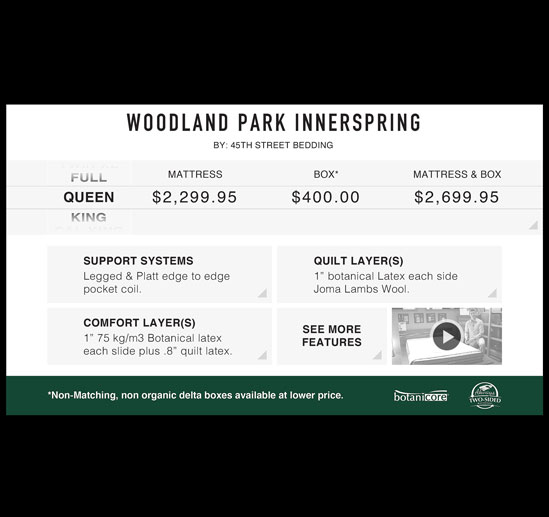 WOODLAND PARK INNERSPRING
BY: 45TH STREET BEDDING
FULL
MATTRESS
BOX*
MATTRESS & BOX
QUEEN
$2,299.95
$400.00
$2,699.95
KING
SUPPORT SYSTEMS
Legged & Platt edge to edge
pocket coil.
QUILT LAYER(S)
1” botanical Latex each side
Joma Lambs Wool.
COMFORT LAYER(S)
1” 75 kg/m3 Botanical latex
each slide plus .8” quilt latex.
SEE MORE
FEATURES
*Non-Matching, non organic delta boxes available at lower price.
botanicore
TWO-SIDED